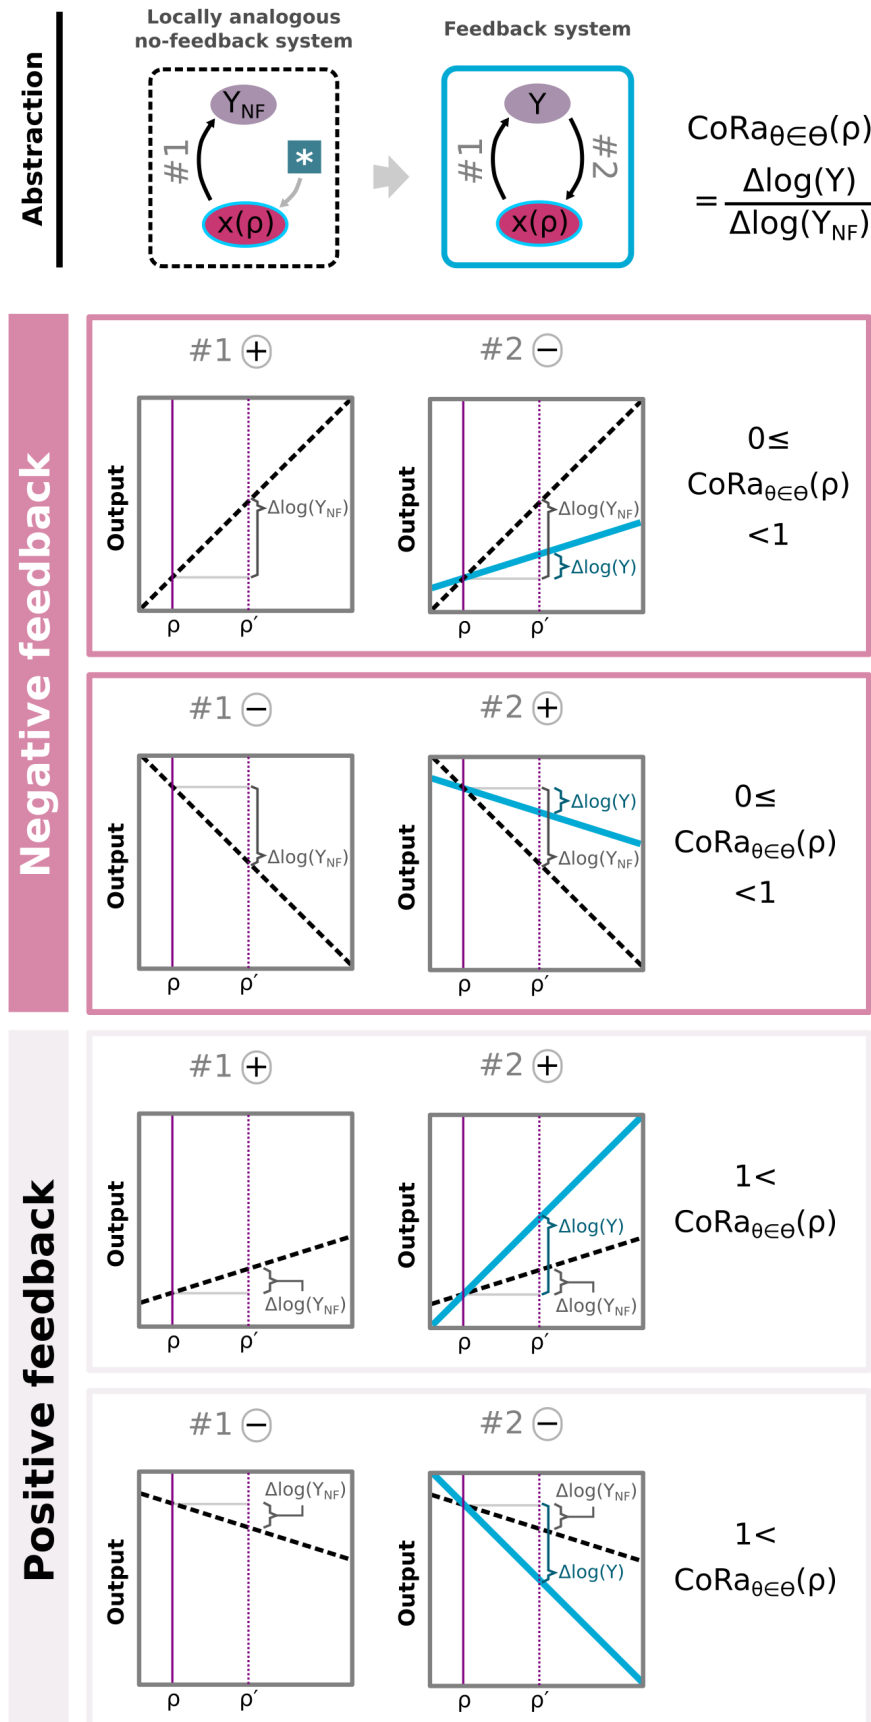 Abstraction
Locally analogous
no-feedback system
Y_NF
#1
*
x(ρ)
Feedback system
Y
#1
#2
x(ρ)
CoRa_θ∈Θ(ρ)
= Δlog(Y)
Δlog(Y_NF)
Negative feedback
#1 +
#2 −
Output
Δlog(Y_NF)
ρ
ρ′
Output
Δlog(Y_NF)
Δlog(Y)
ρ
ρ′
0≤
CoRa_θ∈Θ(ρ)
<1
#1 −
#2 +
Output
Δlog(Y_NF)
ρ
ρ′
Output
Δlog(Y)
Δlog(Y_NF)
ρ
ρ′
0≤
CoRa_θ∈Θ(ρ)
<1
Positive feedback
#1 +
#2 +
Output
Δlog(Y_NF)
ρ
ρ′
Output
Δlog(Y)
Δlog(Y_NF)
ρ
ρ′
1<
CoRa_θ∈Θ(ρ)
#1 −
#2 −
Output
Δlog(Y_NF)
ρ
ρ′
Output
Δlog(Y_NF)
Δlog(Y)
ρ
ρ′
1<
CoRa_θ∈Θ(ρ)